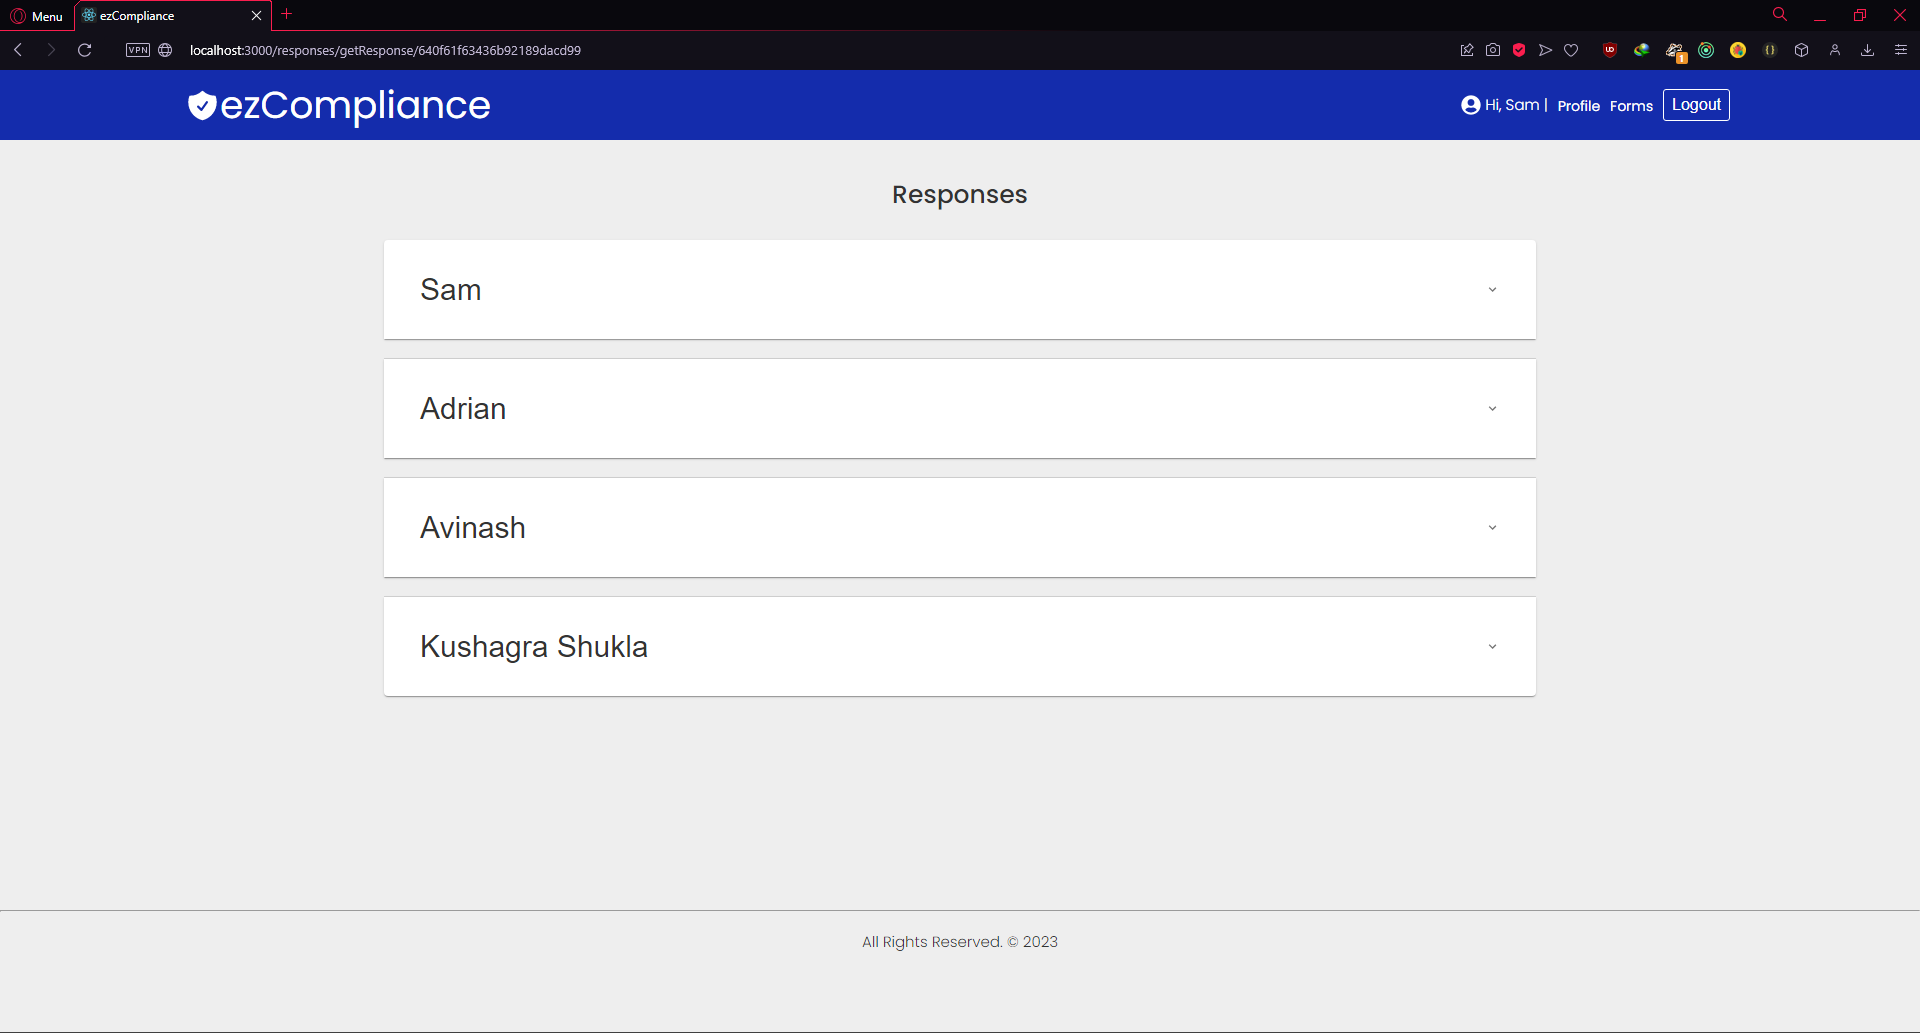 Menu
ezCompliance
VPN
localhost:3000/responses/getResponse/640f61f63436b92189dacd99
1
ezCompliance
Hi, Sam | Profile Forms Logout
Responses
Sam
Adrian
Avinash
Kushagra Shukla
All Rights Reserved. © 2023